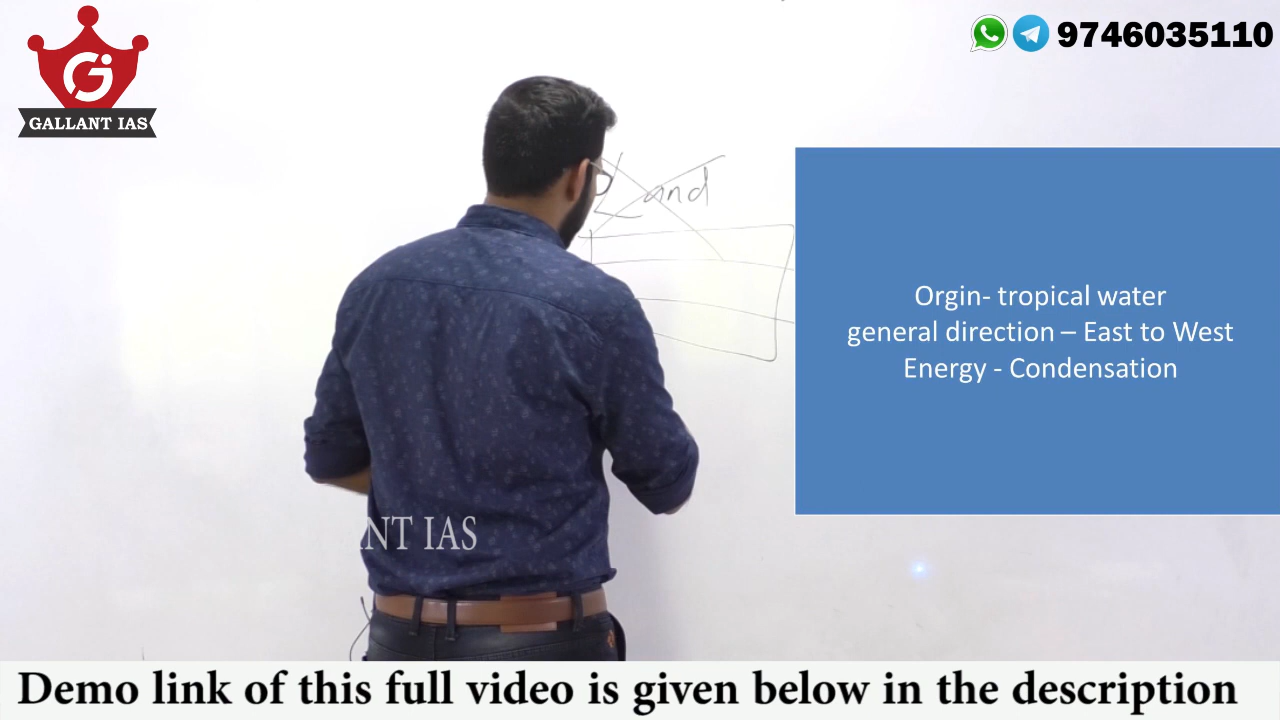 GALLANT IAS
9746035110
Land
Orgin- tropical water
general direction – East to West
Energy - Condensation
ANT IAS
Demo link of this full video is given below in the description